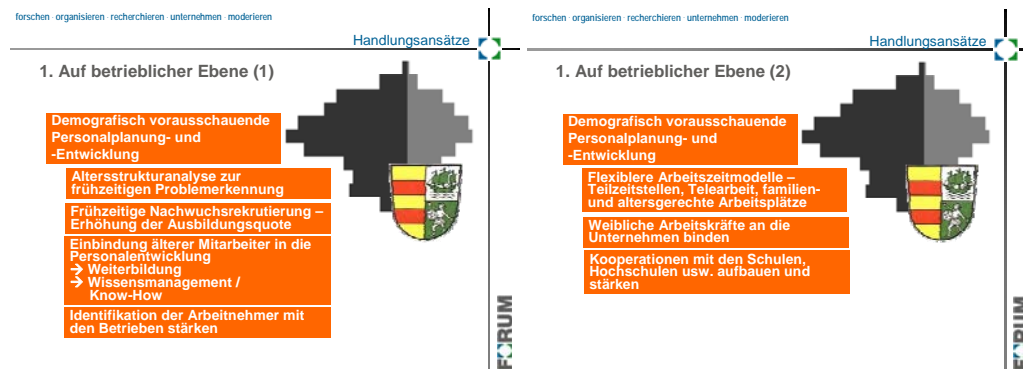 forschen · organisieren · recherchieren · unternehmen · moderieren
Handlungsansätze
1. Auf betrieblicher Ebene (1)
Demografisch vorausschauende
Personalplanung- und
-Entwicklung
Altersstrukturanalyse zur
frühzeitigen Problemerkennung
Frühzeitige Nachwuchsrekrutierung –
Erhöhung der Ausbildungsquote
Einbindung älterer Mitarbeiter in die
Personalentwicklung
→ Weiterbildung
→ Wissensmanagement /
Know-How
Identifikation der Arbeitnehmer mit
den Betrieben stärken
FORUM
forschen · organisieren · recherchieren · unternehmen · moderieren
Handlungsansätze
1. Auf betrieblicher Ebene (2)
Demografisch vorausschauende
Personalplanung- und
-Entwicklung
Flexiblere Arbeitszeitmodelle –
Teilzeitstellen, Telearbeit, familien-
und altersgerechte Arbeitsplätze
Weibliche Arbeitskräfte an die
Unternehmen binden
Kooperationen mit den Schulen,
Hochschulen usw. aufbauen und
stärken
FORUM